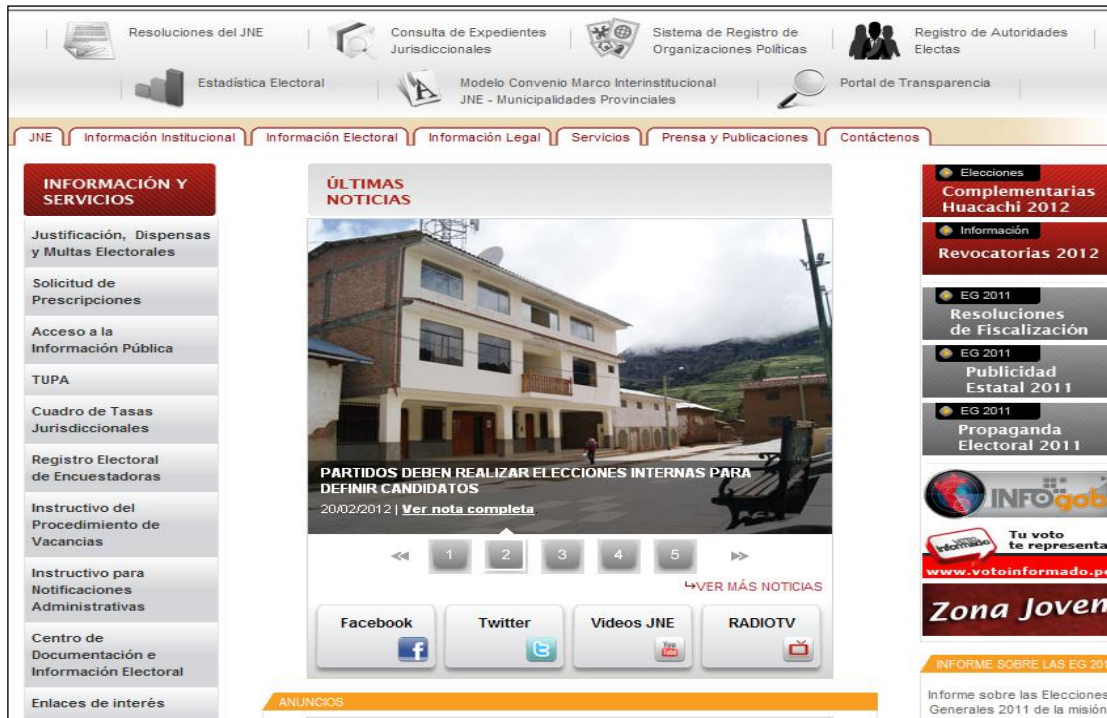 Resoluciones del JNE
Consulta de Expedientes
Jurisdiccionales
Sistema de Registro de
Organizaciones Políticas
Registro de Autoridades
Electas
Estadística Electoral
Modelo Convenio Marco Interinstitucional
JNE - Municipalidades Provinciales
Portal de Transparencia
JNE
Información Institucional
Información Electoral
Información Legal
Servicios
Prensa y Publicaciones
Contáctenos
INFORMACIÓN Y
SERVICIOS
Justificación, Dispensas
y Multas Electorales
Solicitud de
Prescripciones
Acceso a la
Información Pública
TUPA
Cuadro de Tasas
Jurisdiccionales
Registro Electoral
de Encuestadoras
Instructivo del
Procedimiento de
Vacancias
Instructivo para
Notificaciones
Administrativas
Centro de
Documentación e
Información Electoral
Enlaces de interés
ÚLTIMAS
NOTICIAS
PARTIDOS DEBEN REALIZAR ELECCIONES INTERNAS PARA
DEFINIR CANDIDATOS
20/02/2012 | Ver nota completa.
1 2 3 4 5
VER MÁS NOTICIAS
Facebook
Twitter
Videos JNE
You Tube
RADIOTV
ANUNCIOS
Elecciones
Complementarias
Huacachi 2012
Información
Revocatorias 2012
EG 2011
Resoluciones
de Fiscalización
EG 2011
Publicidad
Estatal 2011
EG 2011
Propaganda
Electoral 2011
INFOgob
VOTO
informado
Tu voto
te representa
www.votoinformado.pe
Zona Joven
INFORME SOBRE LAS EG 201
Informe sobre las Elecciones
Generales 2011 de la misión